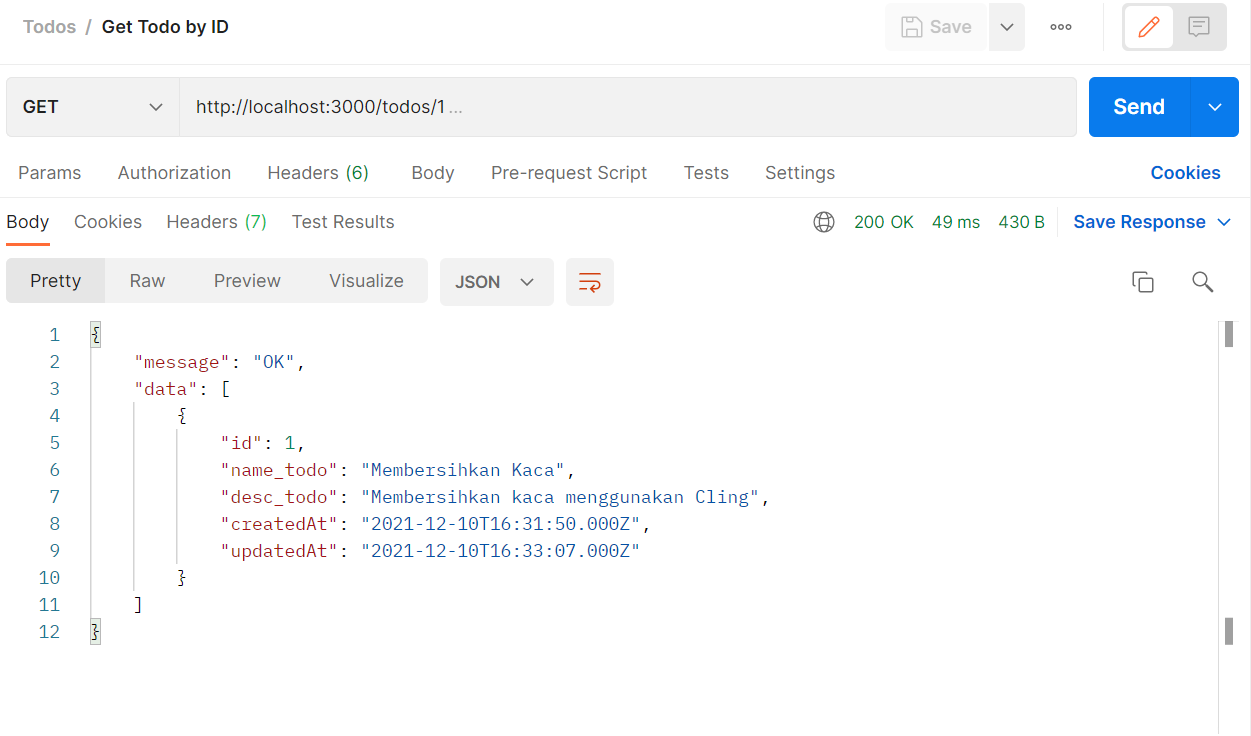 Todos / Get Todo by ID
Save
GET http://localhost:3000/todos/1 ...
Send
Params Authorization Headers (6) Body Pre-request Script Tests Settings Cookies
Body Cookies Headers (7) Test Results 200 OK 49 ms 430 B Save Response
Pretty Raw Preview Visualize JSON
1 {
2 "message": "OK",
3 "data": [
4 {
5 "id": 1,
6 "name_todo": "Membersihkan Kaca",
7 "desc_todo": "Membersihkan kaca menggunakan Cling",
8 "createdAt": "2021-12-10T16:31:50.000Z",
9 "updatedAt": "2021-12-10T16:33:07.000Z"
10 }
11 ]
12 }